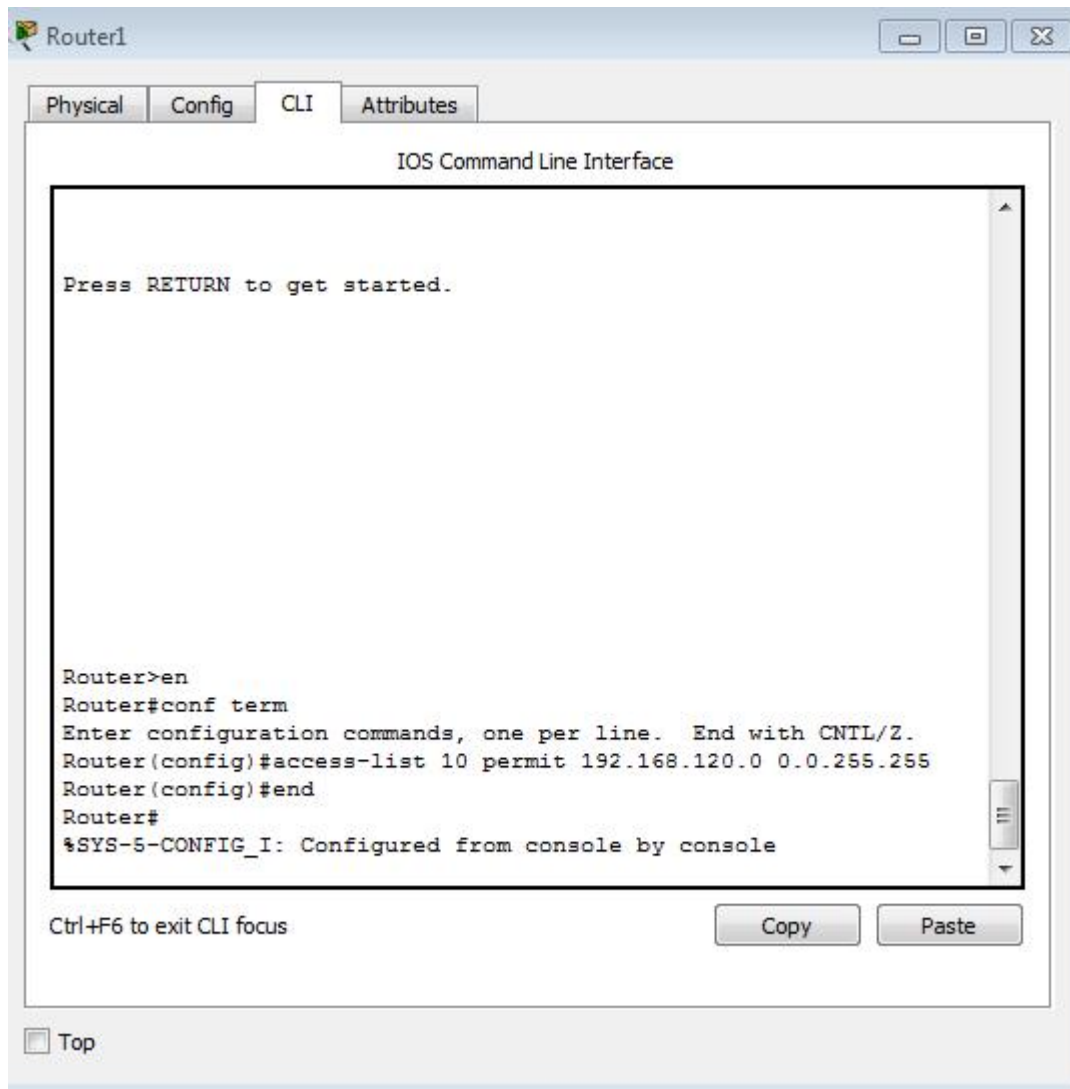 Router1
Physical Config CLI Attributes
IOS Command Line Interface
Press RETURN to get started.
Router>en
Router#conf term
Enter configuration commands, one per line.  End with CNTL/Z.
Router(config)#access-list 10 permit 192.168.120.0 0.0.255.255
Router(config)#end
Router#
%SYS-5-CONFIG_I: Configured from console by console
Ctrl+F6 to exit CLI focus
Copy Paste
Top